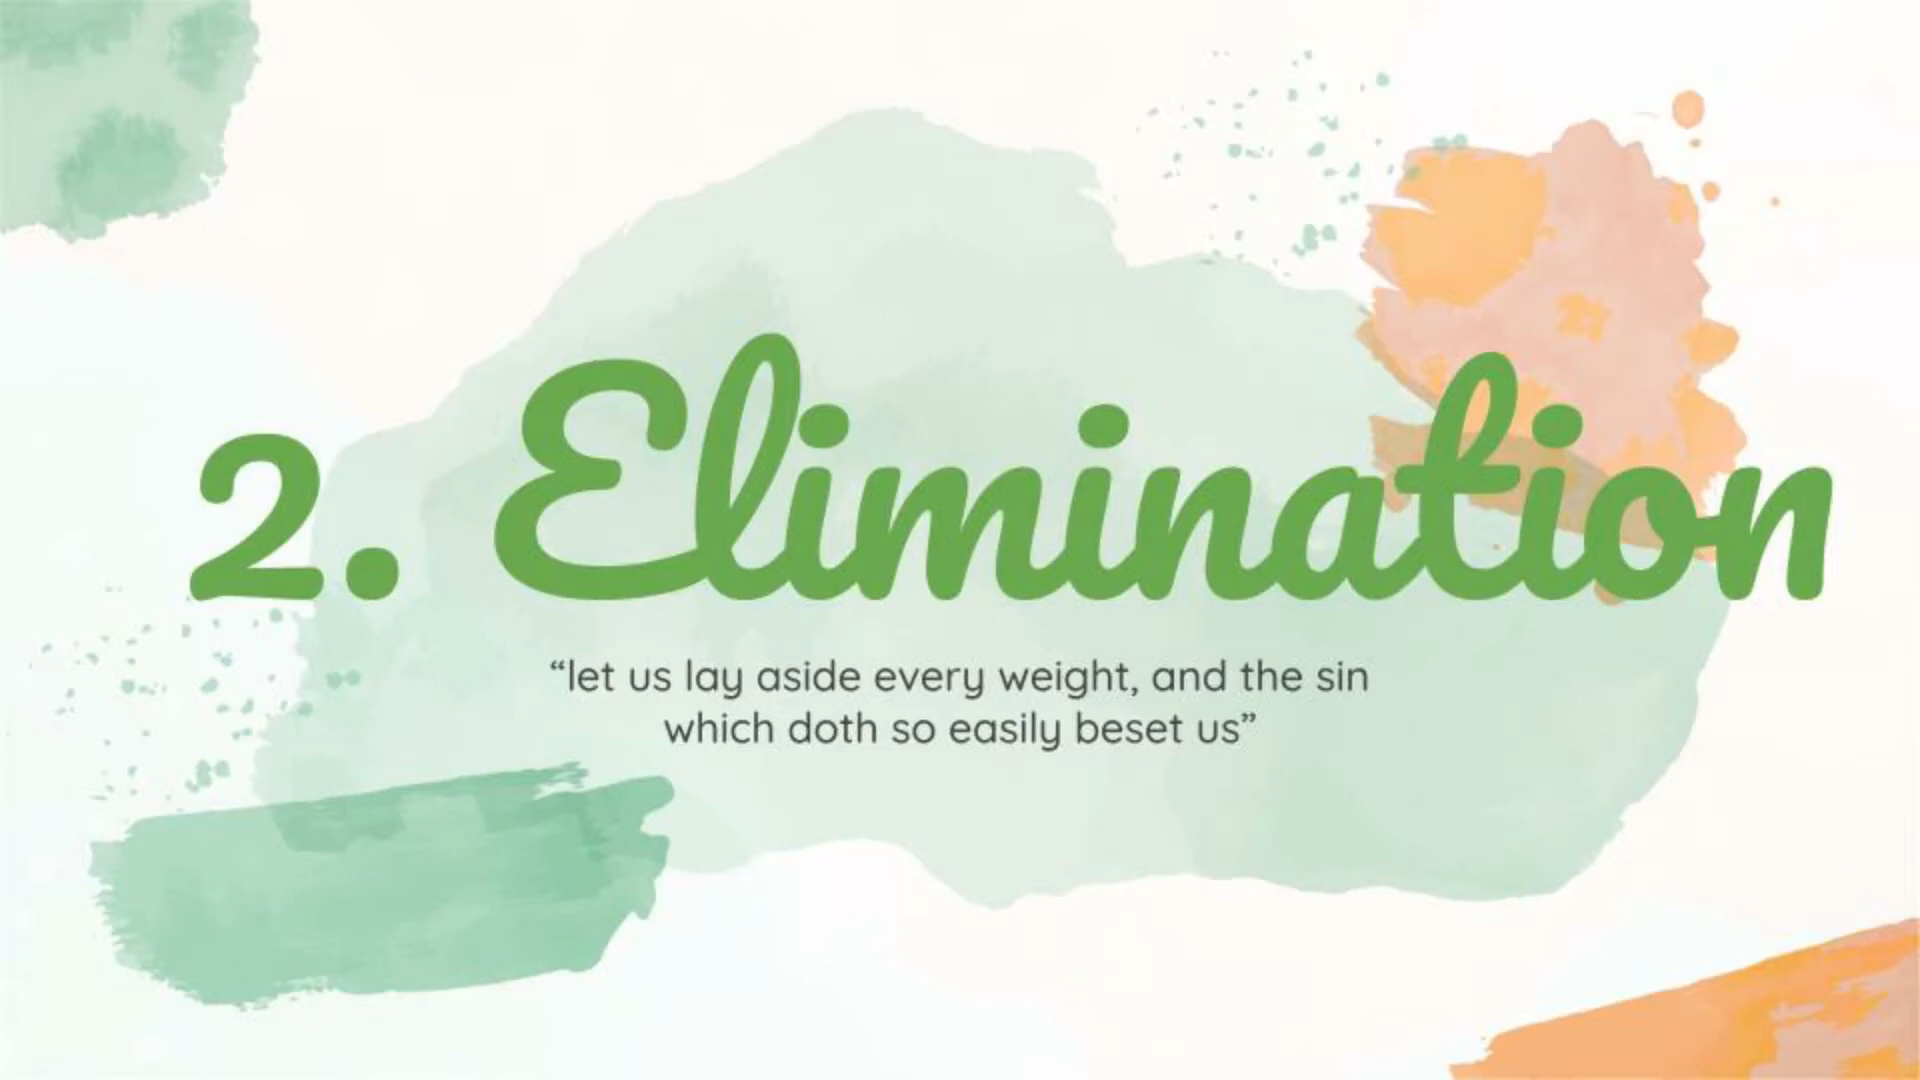 2. Elimination
“let us lay aside every weight, and the sin
which doth so easily beset us”